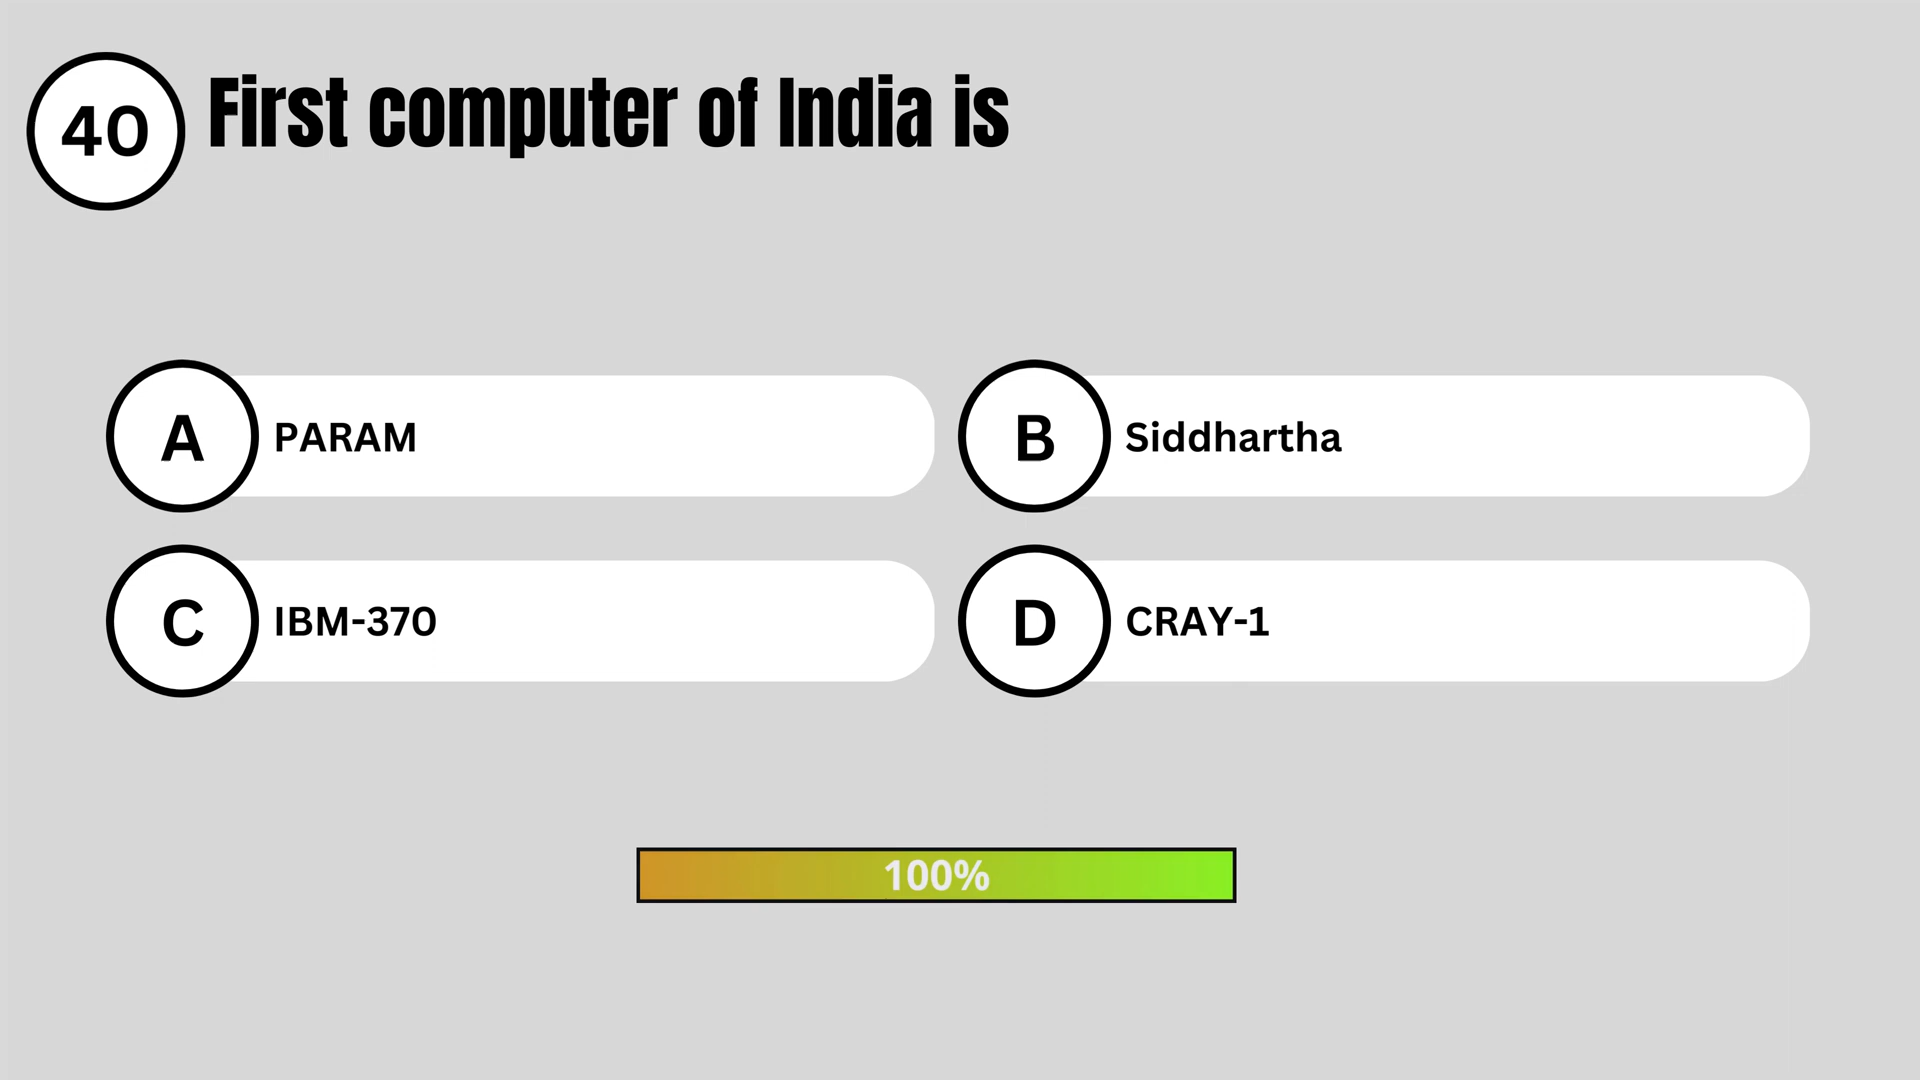 40
First computer of India is
A
PARAM
B
Siddhartha
C
IBM-370
D
CRAY-1
100%